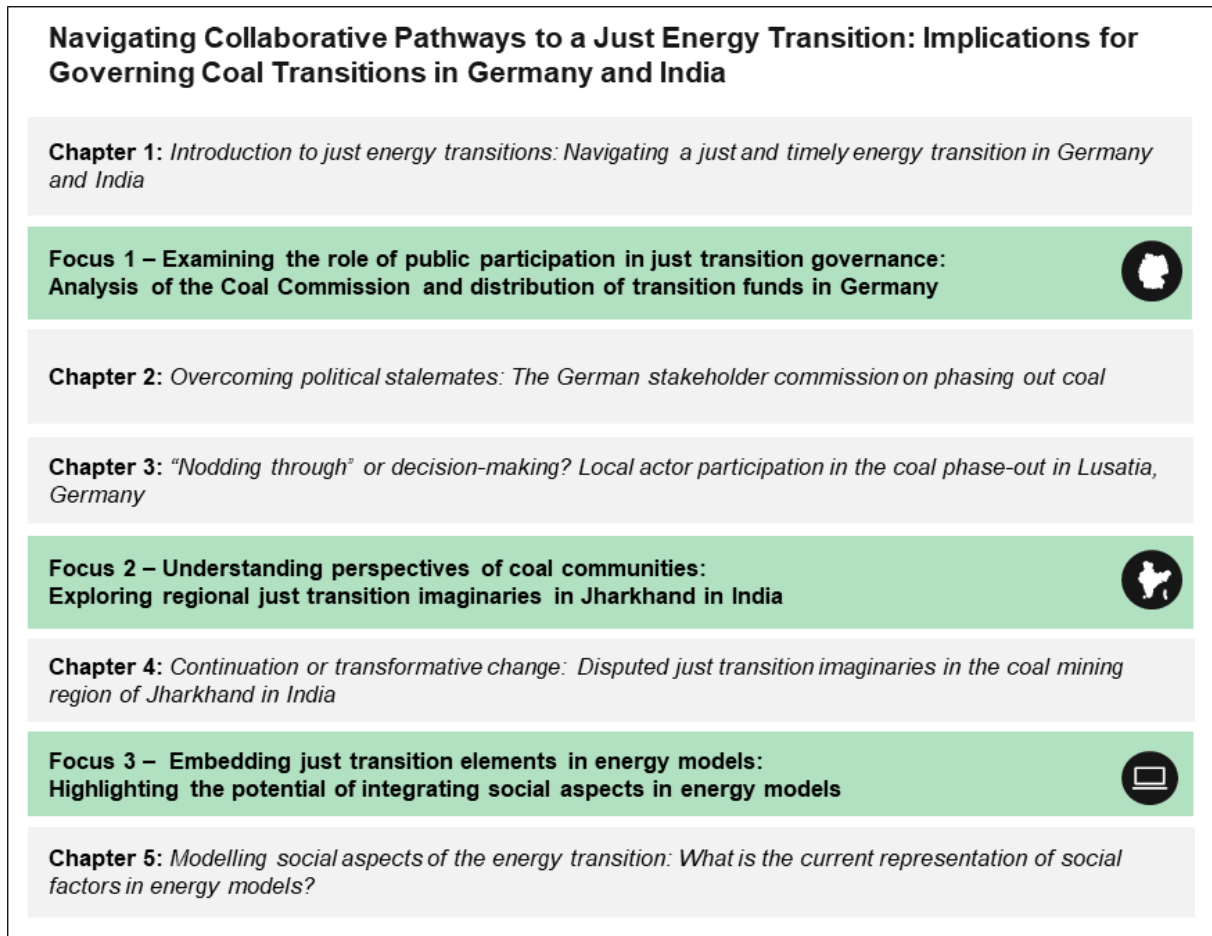 Navigating Collaborative Pathways to a Just Energy Transition: Implications for
Governing Coal Transitions in Germany and India
Chapter 1: Introduction to just energy transitions: Navigating a just and timely energy transition in Germany
and India
Focus 1 – Examining the role of public participation in just transition governance:
Analysis of the Coal Commission and distribution of transition funds in Germany
Chapter 2: Overcoming political stalemates: The German stakeholder commission on phasing out coal
Chapter 3: “Nodding through” or decision-making? Local actor participation in the coal phase-out in Lusatia,
Germany
Focus 2 – Understanding perspectives of coal communities:
Exploring regional just transition imaginaries in Jharkhand in India
Chapter 4: Continuation or transformative change: Disputed just transition imaginaries in the coal mining
region of Jharkhand in India
Focus 3 – Embedding just transition elements in energy models:
Highlighting the potential of integrating social aspects in energy models
Chapter 5: Modelling social aspects of the energy transition: What is the current representation of social
factors in energy models?